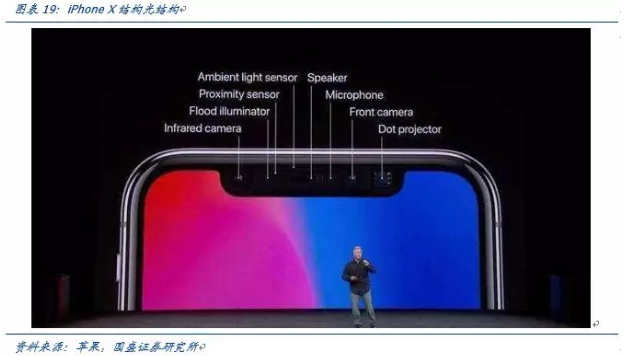 图表 19：iPhone X 结构光结构
Ambient light sensor Speaker
Proximity sensor Microphone
Flood illuminator Front camera
Infrared camera Dot projector
资料来源：苹果，国盛证券研究所